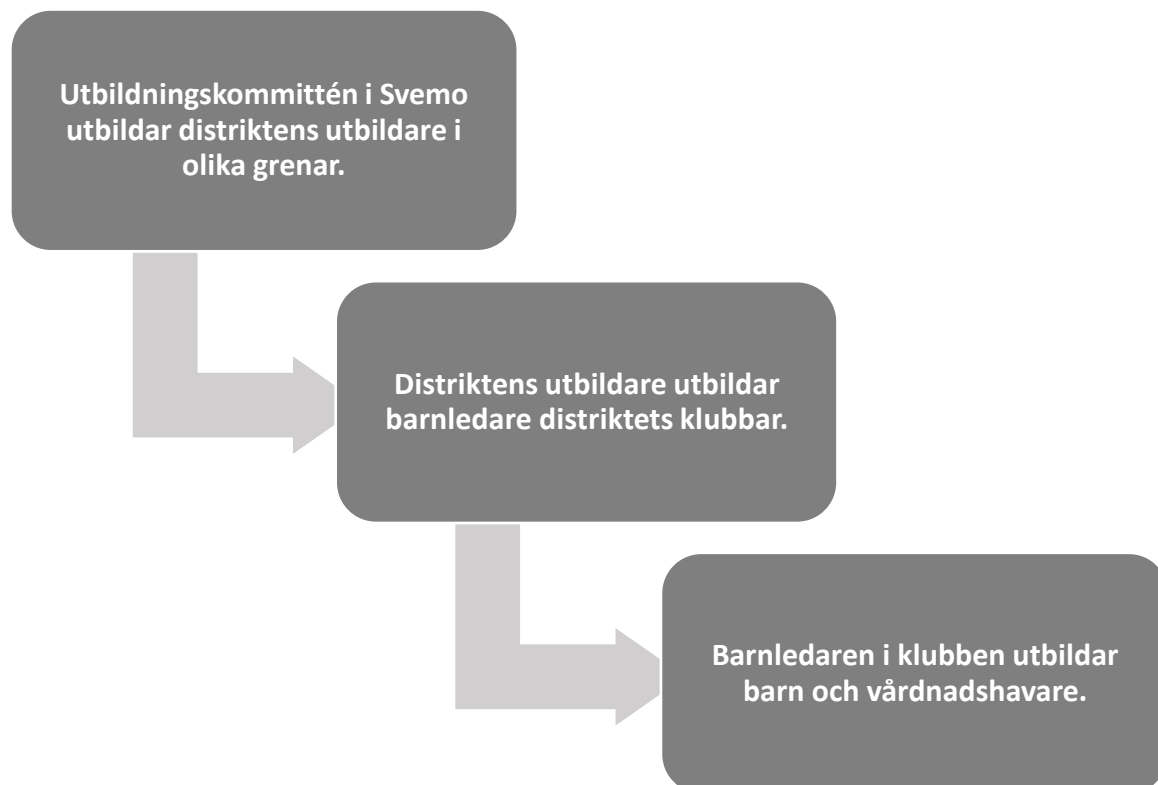 Utbildningskommittén i Svemo
utbildar distriktens utbildare i
olika grenar.
Distriktens utbildare utbildar
barnledare distriktets klubbar.
Barnledaren i klubben utbildar
barn och vårdnadshavare.